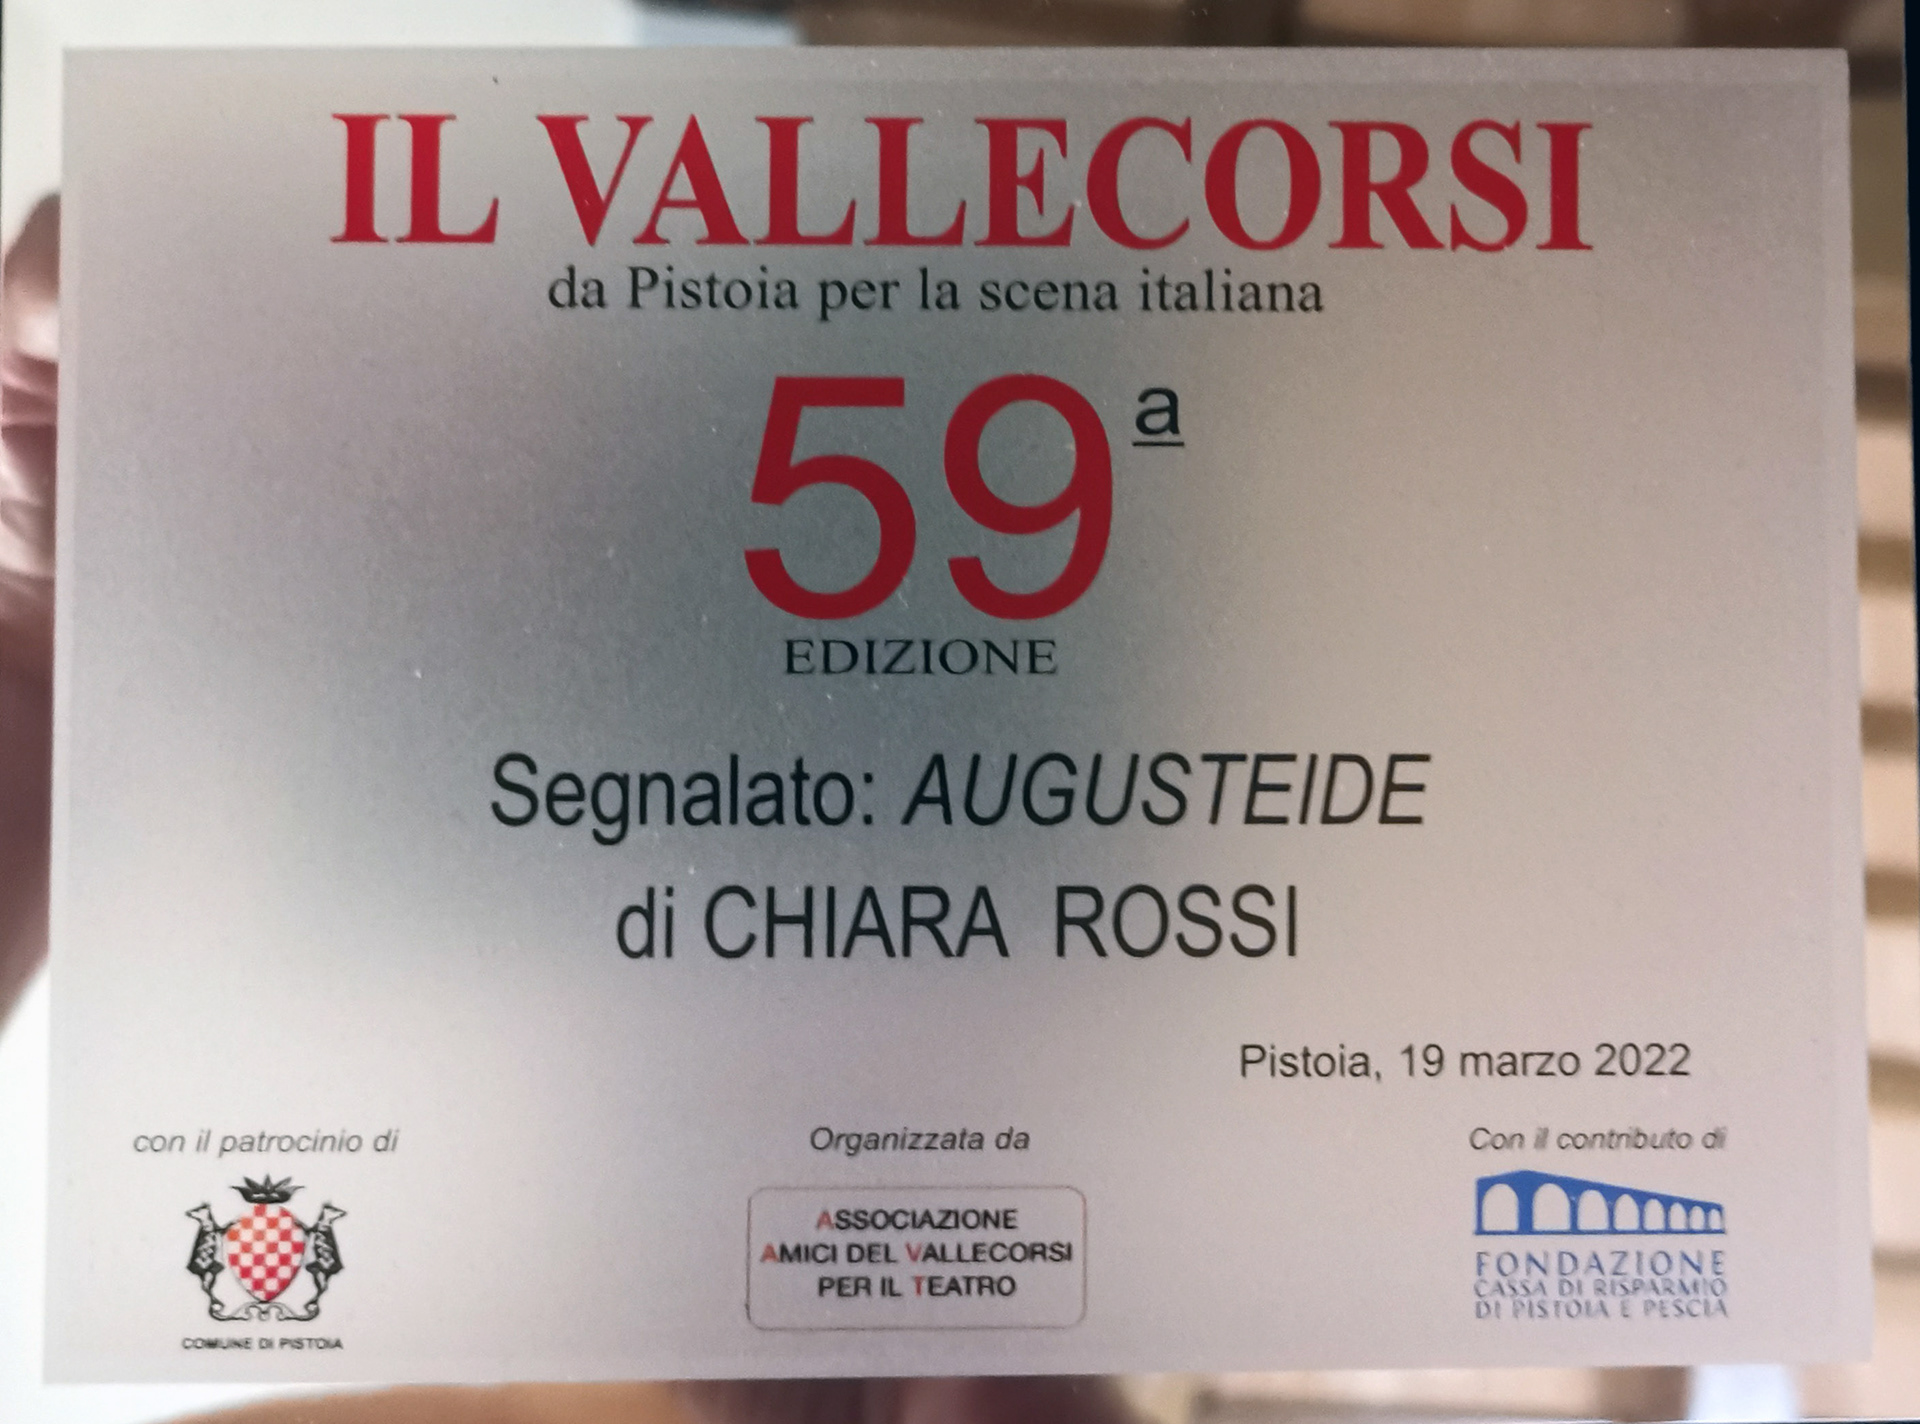 IL VALLECORSI
da Pistoia per la scena italiana
59ª
EDIZIONE
Segnalato: AUGUSTEIDE
di CHIARA ROSSI
Pistoia, 19 marzo 2022
con il patrocinio di
COMUNE DI PISTOIA
Organizzata da
ASSOCIAZIONE
AMICI DEL VALLECORSI
PER IL TEATRO
Con il contributo di
FONDAZIONE
CASSA DI RISPARMIO
DI PISTOIA E PESCIA